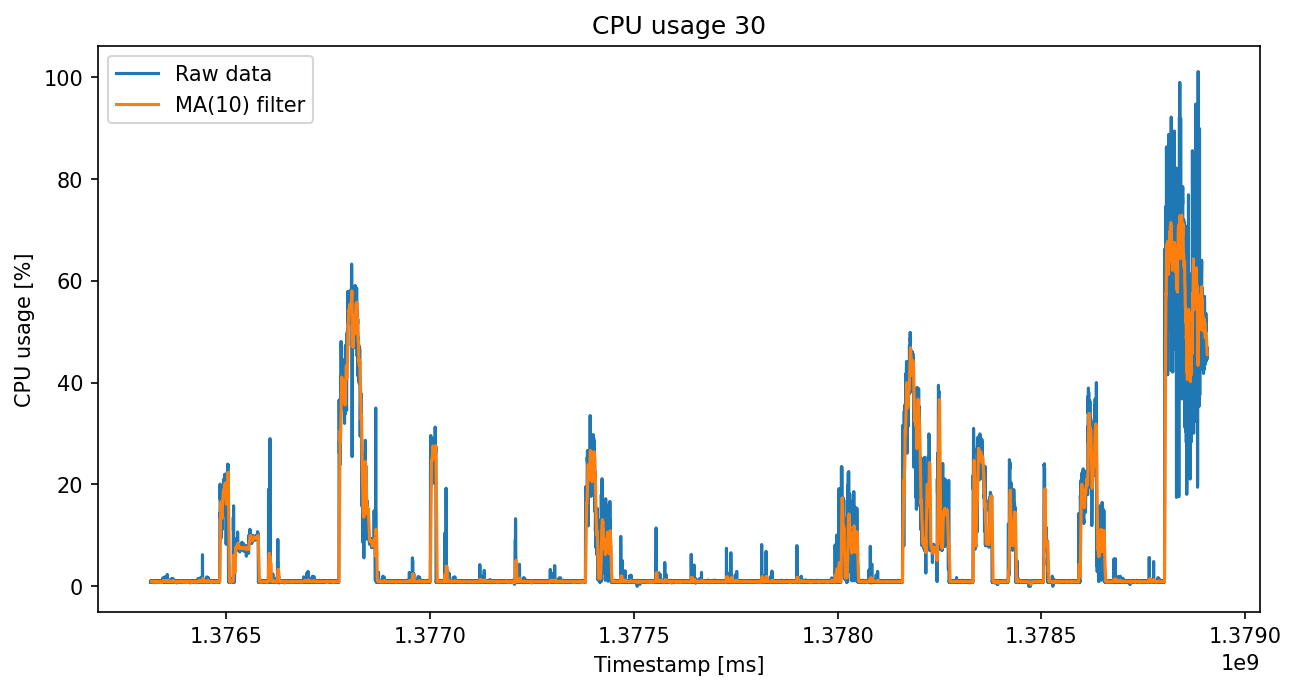 CPU usage 30
Raw data
MA(10) filter
CPU usage [%]
100
80
60
40
20
0
1.3765 1.3770 1.3775 1.3780 1.3785 1.3790
1e9
Timestamp [ms]